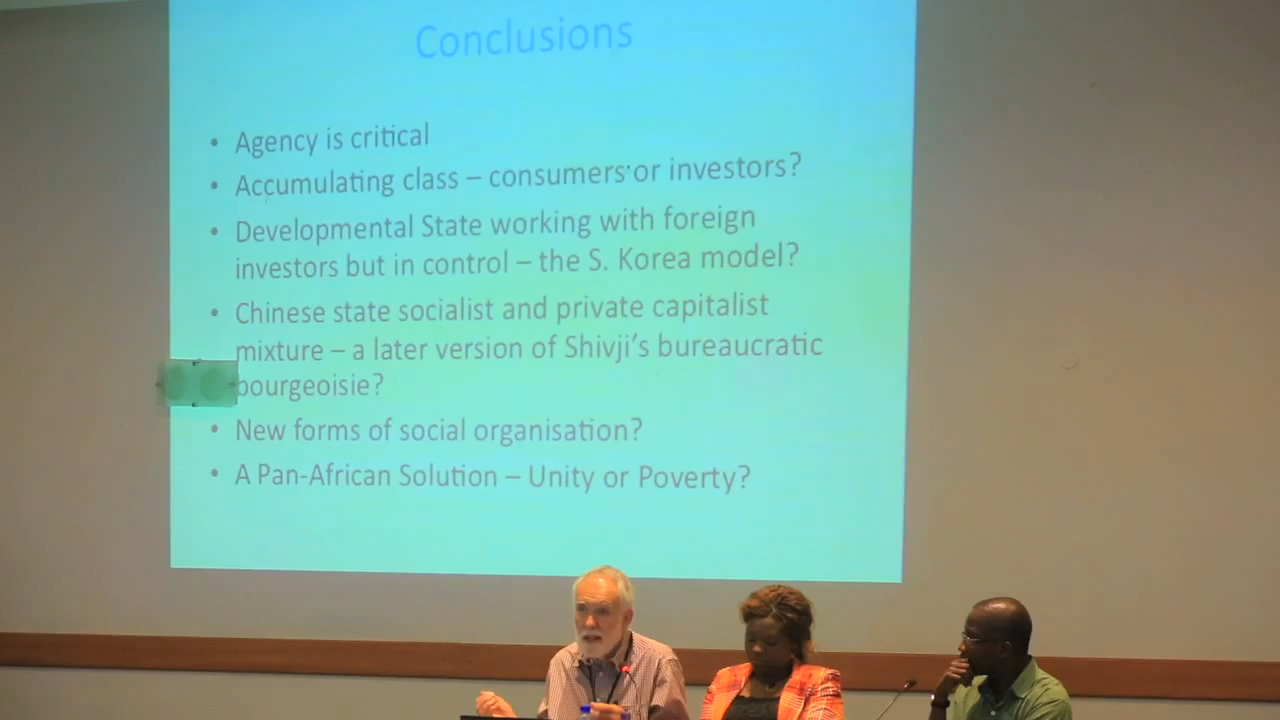 Conclusions
• Agency is critical
• Accumulating class – consumers or investors?
• Developmental State working with foreign
investors but in control – the S. Korea model?
• Chinese state socialist and private capitalist
mixture – a later version of Shivji's bureaucratic
bourgeoisie?
• New forms of social organisation?
• A Pan-African Solution – Unity or Poverty?